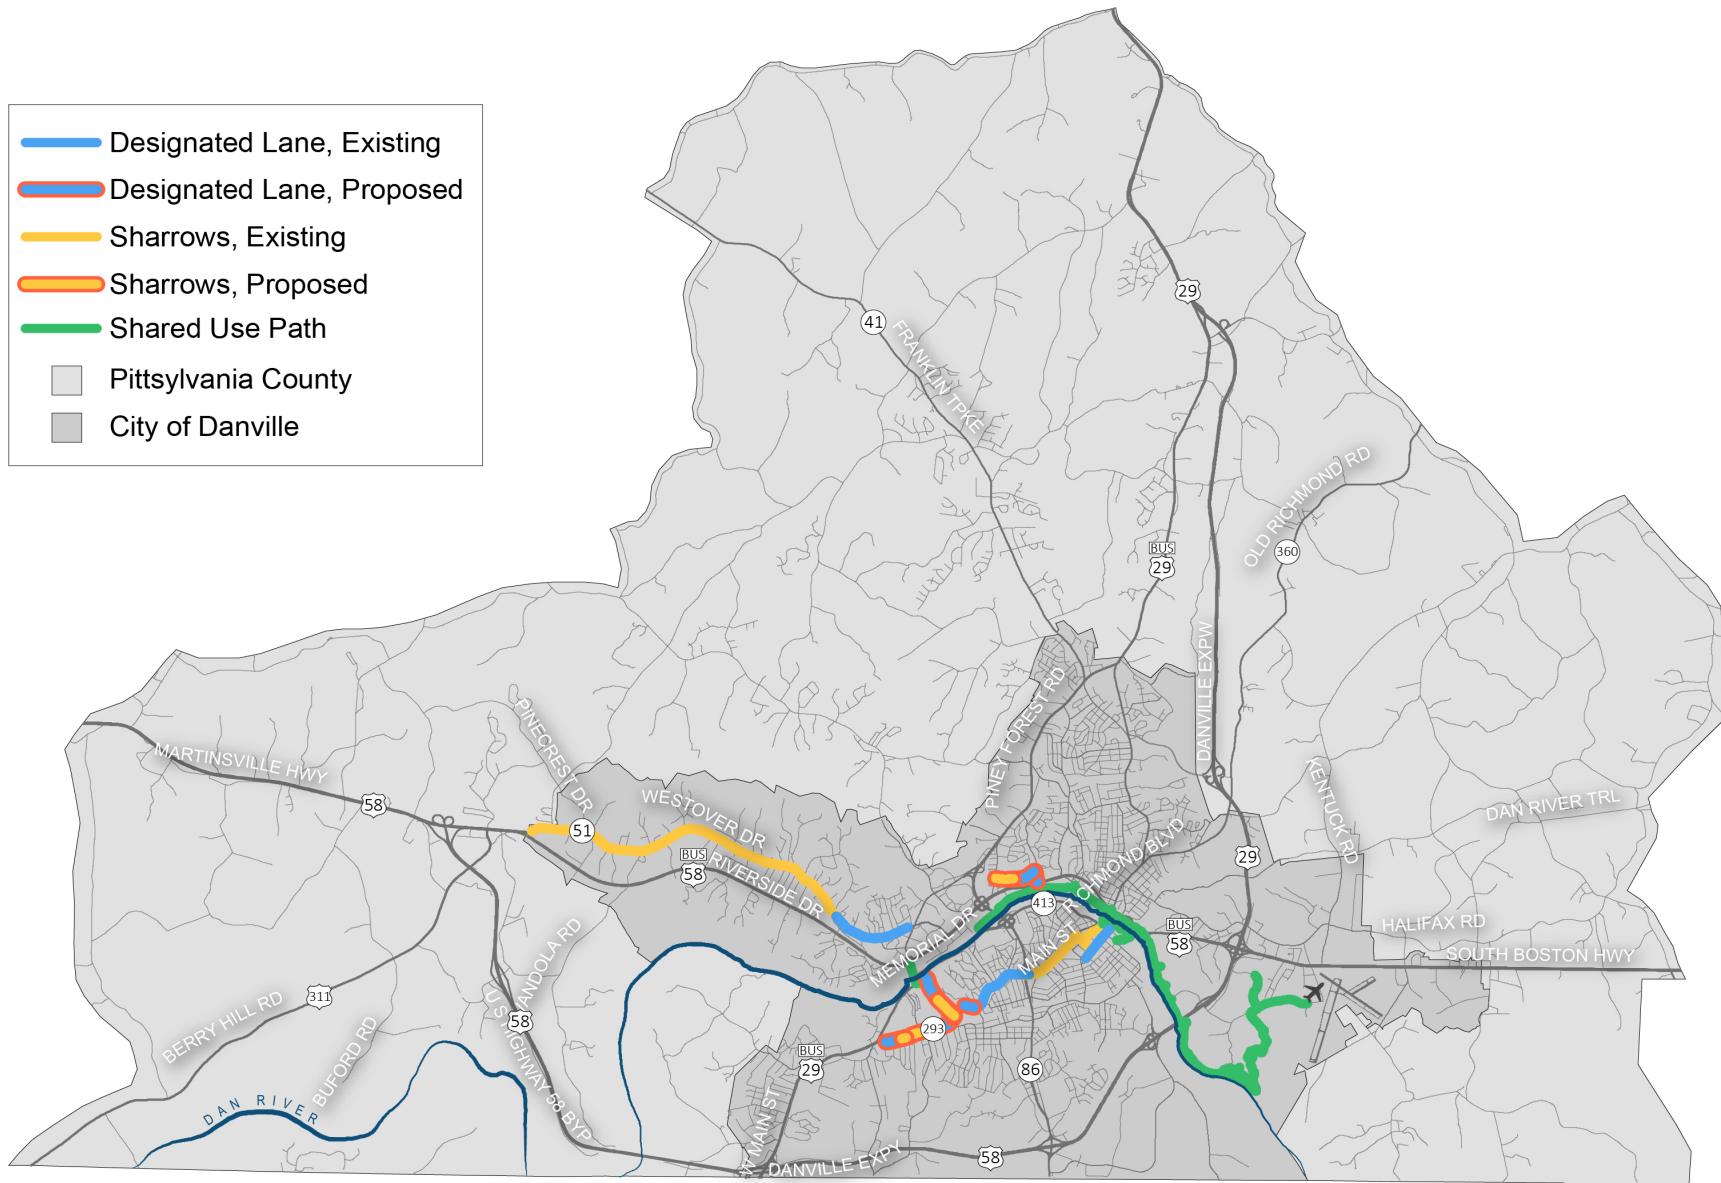 Designated Lane, Existing
Designated Lane, Proposed
Sharrows, Existing
Sharrows, Proposed
Shared Use Path
Pittsylvania County
City of Danville
29
41
FRANKLIN TPKE
OLD RICHMOND RD
360
BUS
29
DANVILLE EXPW
PINEY FOREST RD
PINECREST DR
MARTINSVILLE HWY
58
51
WESTOVER DR
BUS
58
RIVERSIDE DR
KENTUCK RD
DAN RIVER TRL
29
RICHMOND BLVD
413
MEMORIAL DR
MAIN ST
BUS
58
HALIFAX RD
SOUTH BOSTON HWY
VANDOLA RD
311
58
U S HIGHWAY 58 BYP
BERRY HILL RD
BUFORD RD
DAN RIVER
293
BUS
29
86
W MAIN ST
DANVILLE EXPY
58